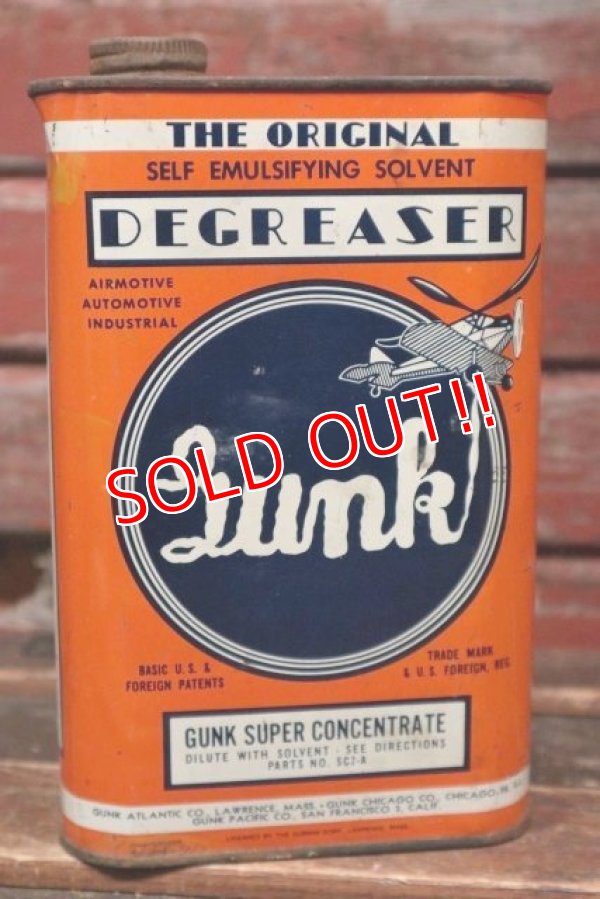 THE ORIGINAL
SELF EMULSIFYING SOLVENT
DEGREASER
AIRMOTIVE
AUTOMOTIVE
INDUSTRIAL
Gunk
SOLD OUT!!
BASIC U.S. &
FOREIGN PATENTS
TRADE MARK
& U.S. FOREIGN, REG.
GUNK SUPER CONCENTRATE
DILUTE WITH SOLVENT - SEE DIRECTIONS
PARTS NO. SC7-A
GUNK ATLANTIC CO., LAWRENCE, MASS. - GUNK CHICAGO CO., CHICAGO,
GUNK PACIFIC CO., SAN FRANCISCO 5, CALIF.